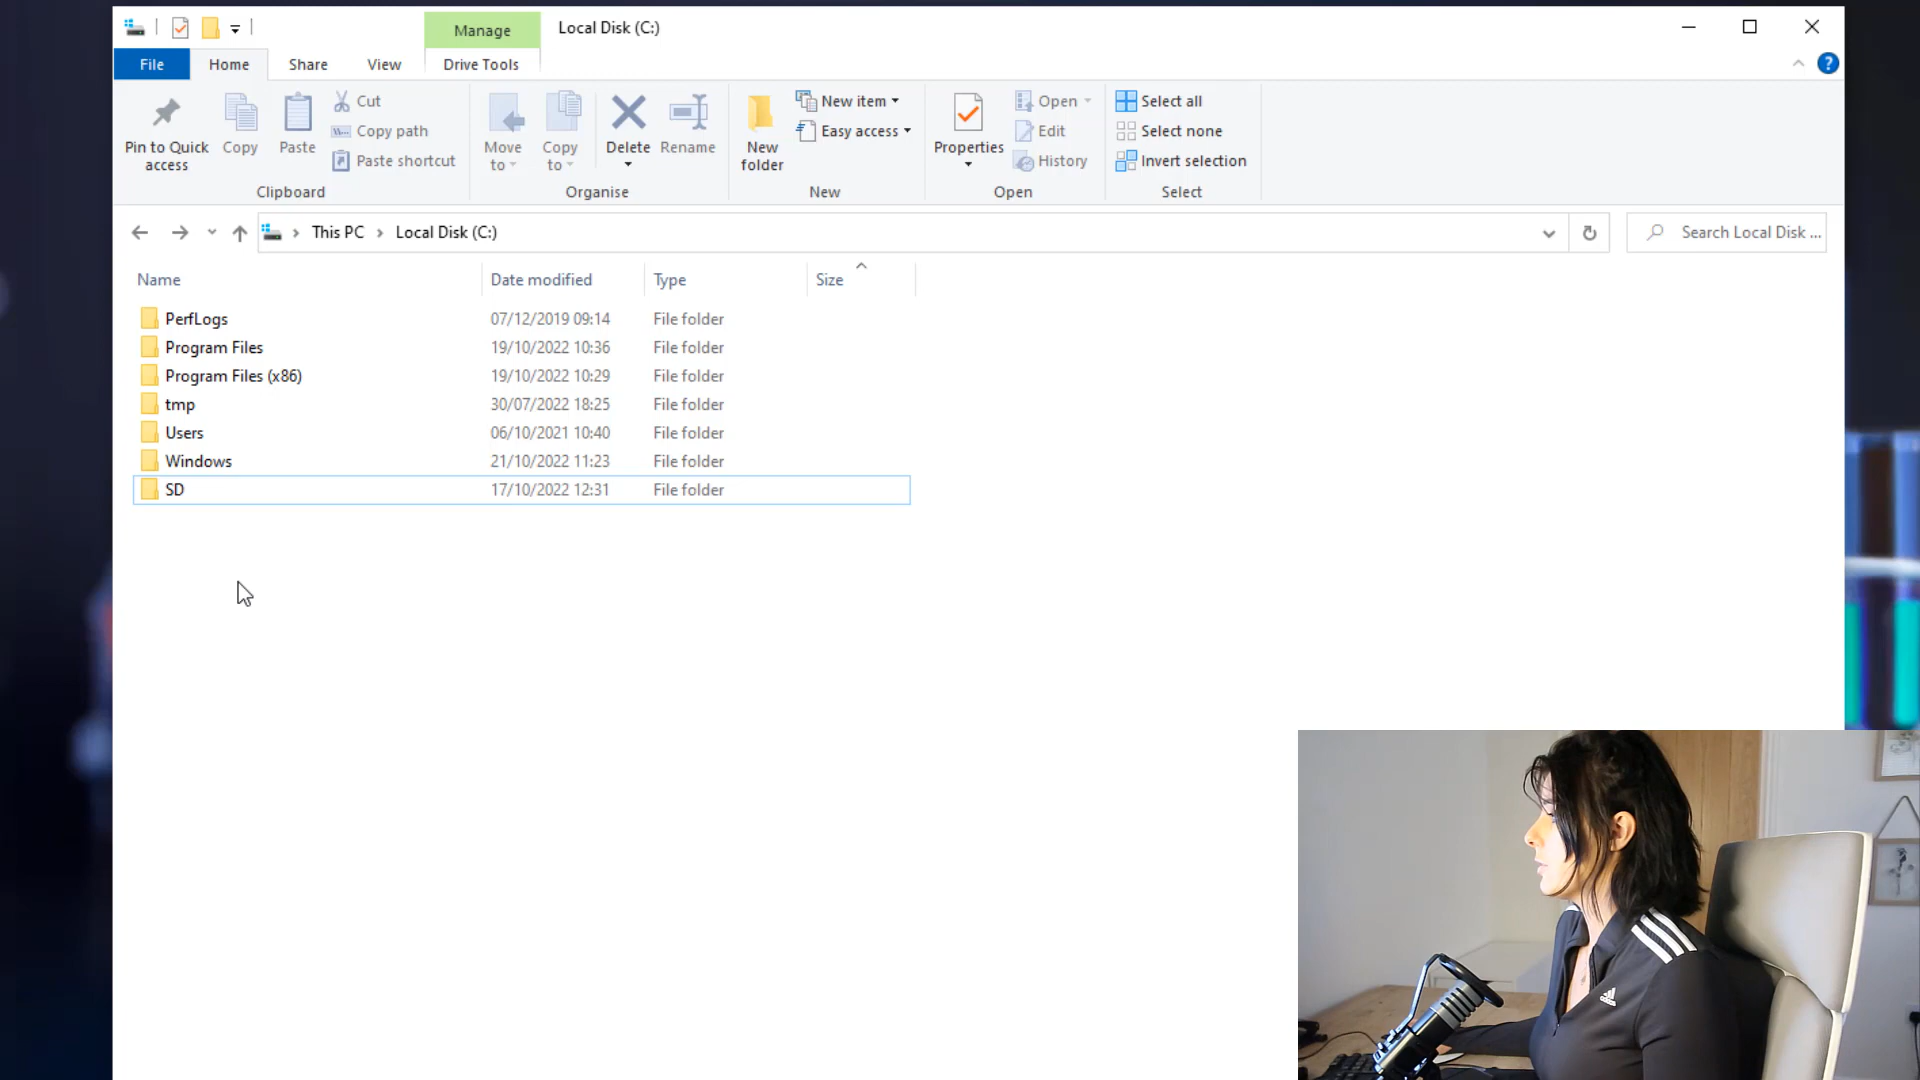 Manage
Local Disk (C:)
File
Home
Share
View
Drive Tools
Pin to Quick access
Copy
Paste
Cut
Copy path
Paste shortcut
Clipboard
Move to
Copy to
Delete
Rename
Organise
New folder
New item
Easy access
New
Properties
Open
Edit
History
Open
Select all
Select none
Invert selection
Select
This PC
Local Disk (C:)
Search Local Disk ...
Name Date modified Type Size
PerfLogs 07/12/2019 09:14 File folder
Program Files 19/10/2022 10:36 File folder
Program Files (x86) 19/10/2022 10:29 File folder
tmp 30/07/2022 18:25 File folder
Users 06/10/2021 10:40 File folder
Windows 21/10/2022 11:23 File folder
SD 17/10/2022 12:31 File folder